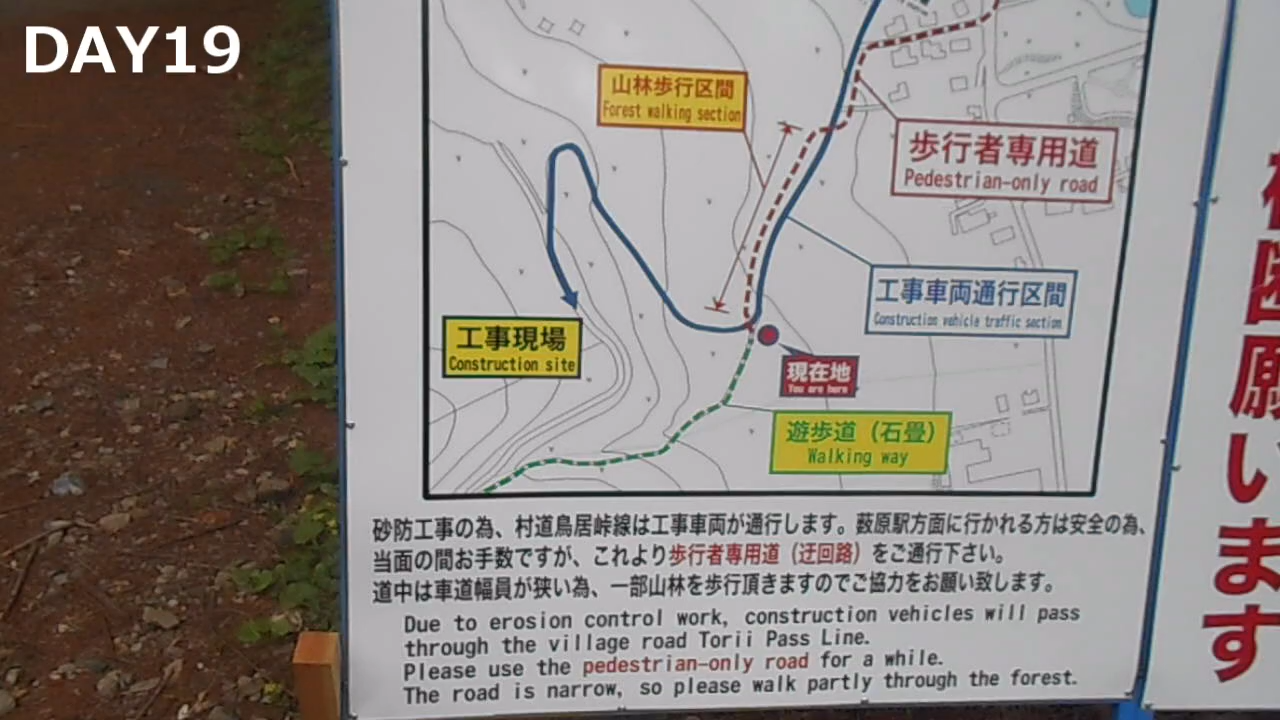 DAY19
山林歩行区間
Forest walking section
歩行者専用道
Pedestrian-only road
工事車両通行区間
Construction vehicle traffic section
工事現場
Construction site
現在地
You are here
遊歩道（石畳）
Walking way
砂防工事の為、村道鳥居峠線は工事車両が通行します。薮原駅方面に行かれる方は安全の為、
当面の間お手数ですが、これより歩行者専用道（迂回路）をご通行下さい。
道中は車道幅員が狭い為、一部山林を歩行頂きますのでご協力をお願い致します。
Due to erosion control work, construction vehicles will pass
through the village road Torii Pass Line.
Please use the pedestrian-only road for a while.
The road is narrow, so please walk partly through the forest.
願います